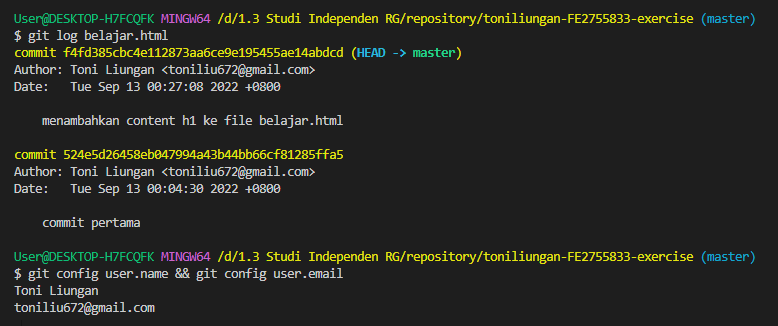 User@DESKTOP-H7FCQFK MINGW64 /d/1.3 Studi Independen RG/repository/toniliungan-FE2755833-exercise (master)
$ git log belajar.html
commit f4fd385cbc4e112873aa6ce9e195455ae14abdcd (HEAD -> master)
Author: Toni Liungan <toniliu672@gmail.com>
Date:   Tue Sep 13 00:27:08 2022 +0800
    menambahkan content h1 ke file belajar.html
commit 524e5d26458eb047994a43b44bb66cf81285ffa5
Author: Toni Liungan <toniliu672@gmail.com>
Date:   Tue Sep 13 00:04:30 2022 +0800
    commit pertama
User@DESKTOP-H7FCQFK MINGW64 /d/1.3 Studi Independen RG/repository/toniliungan-FE2755833-exercise (master)
$ git config user.name && git config user.email
Toni Liungan
toniliu672@gmail.com